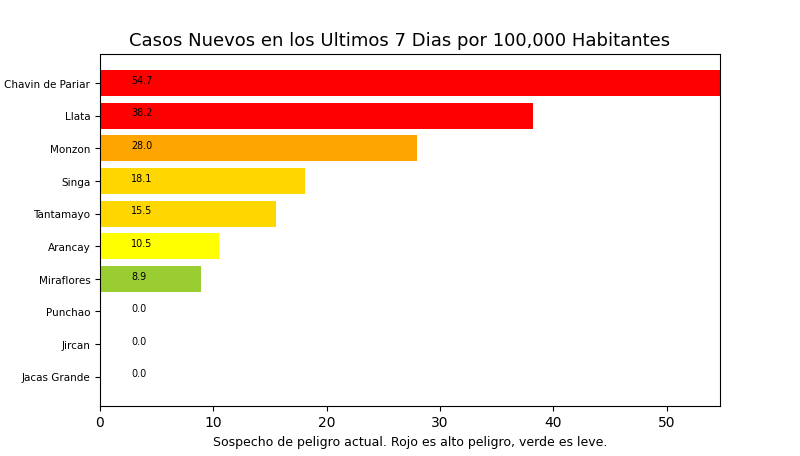 Casos Nuevos en los Ultimos 7 Dias por 100,000 Habitantes
Chavin de Pariar 54.7
Llata 38.2
Monzon 28.0
Singa 18.1
Tantamayo 15.5
Arancay 10.5
Miraflores 8.9
Punchao 0.0
Jircan 0.0
Jacas Grande 0.0
0 10 20 30 40 50
Sospecho de peligro actual. Rojo es alto peligro, verde es leve.